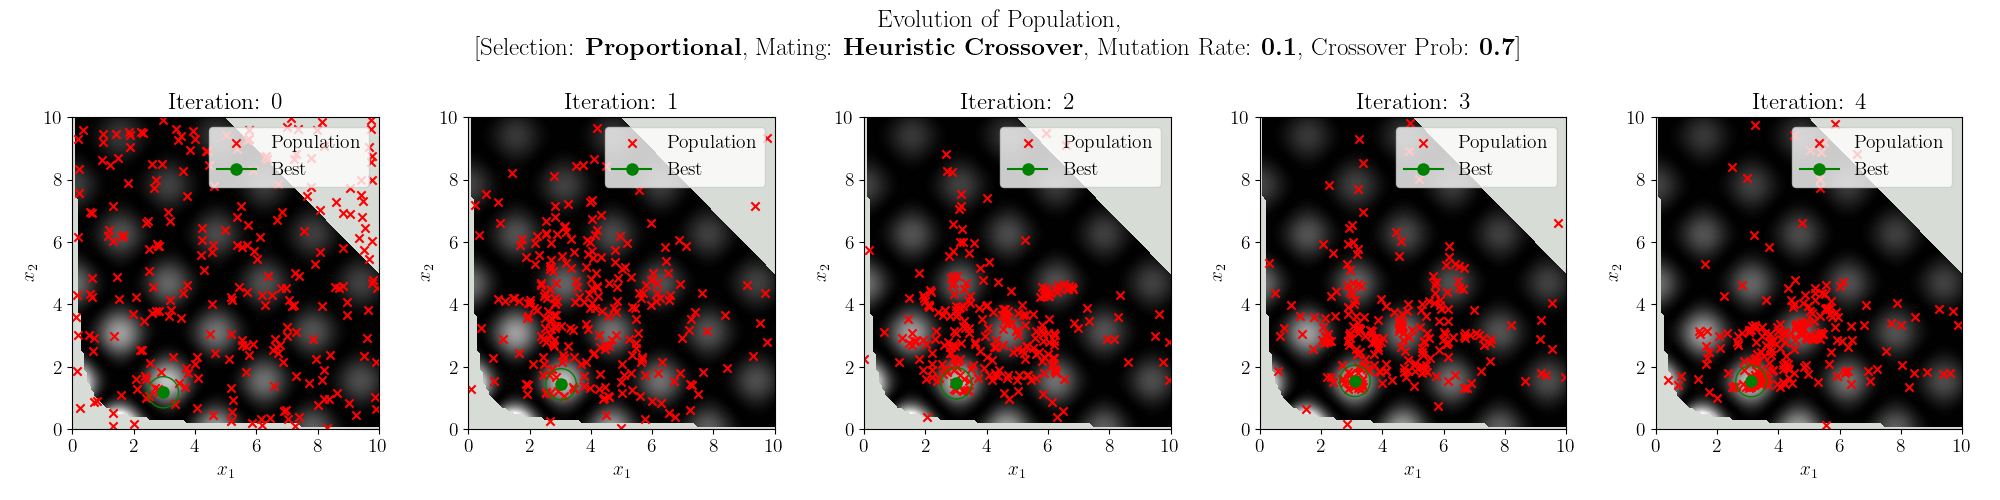 Evolution of Population,
[Selection: Proportional, Mating: Heuristic Crossover, Mutation Rate: 0.1, Crossover Prob: 0.7]
Iteration: 0
10
8
6
4
2
0
x2
0 2 4 6 8 10
x1
Population
Best
Iteration: 1
10
8
6
4
2
0
x2
0 2 4 6 8 10
x1
Population
Best
Iteration: 2
10
8
6
4
2
0
x2
0 2 4 6 8 10
x1
Population
Best
Iteration: 3
10
8
6
4
2
0
x2
0 2 4 6 8 10
x1
Population
Best
Iteration: 4
10
8
6
4
2
0
x2
0 2 4 6 8 10
x1
Population
Best